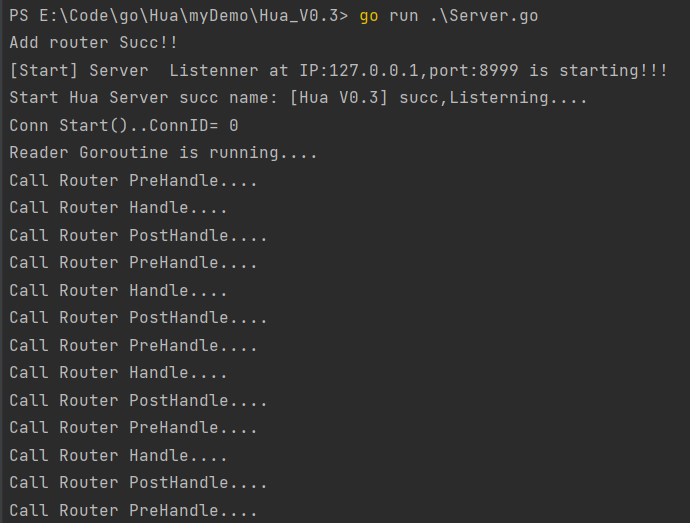 PS E:\Code\go\Hua\myDemo\Hua_V0.3> go run .\Server.go
Add router Succ!!
[Start] Server  Listenner at IP:127.0.0.1,port:8999 is starting!!!
Start Hua Server succ name: [Hua V0.3] succ,Listerning....
Conn Start()..ConnID= 0
Reader Goroutine is running....
Call Router PreHandle....
Call Router Handle....
Call Router PostHandle....
Call Router PreHandle....
Call Router Handle....
Call Router PostHandle....
Call Router PreHandle....
Call Router Handle....
Call Router PostHandle....
Call Router PreHandle....
Call Router Handle....
Call Router PostHandle....
Call Router PreHandle....